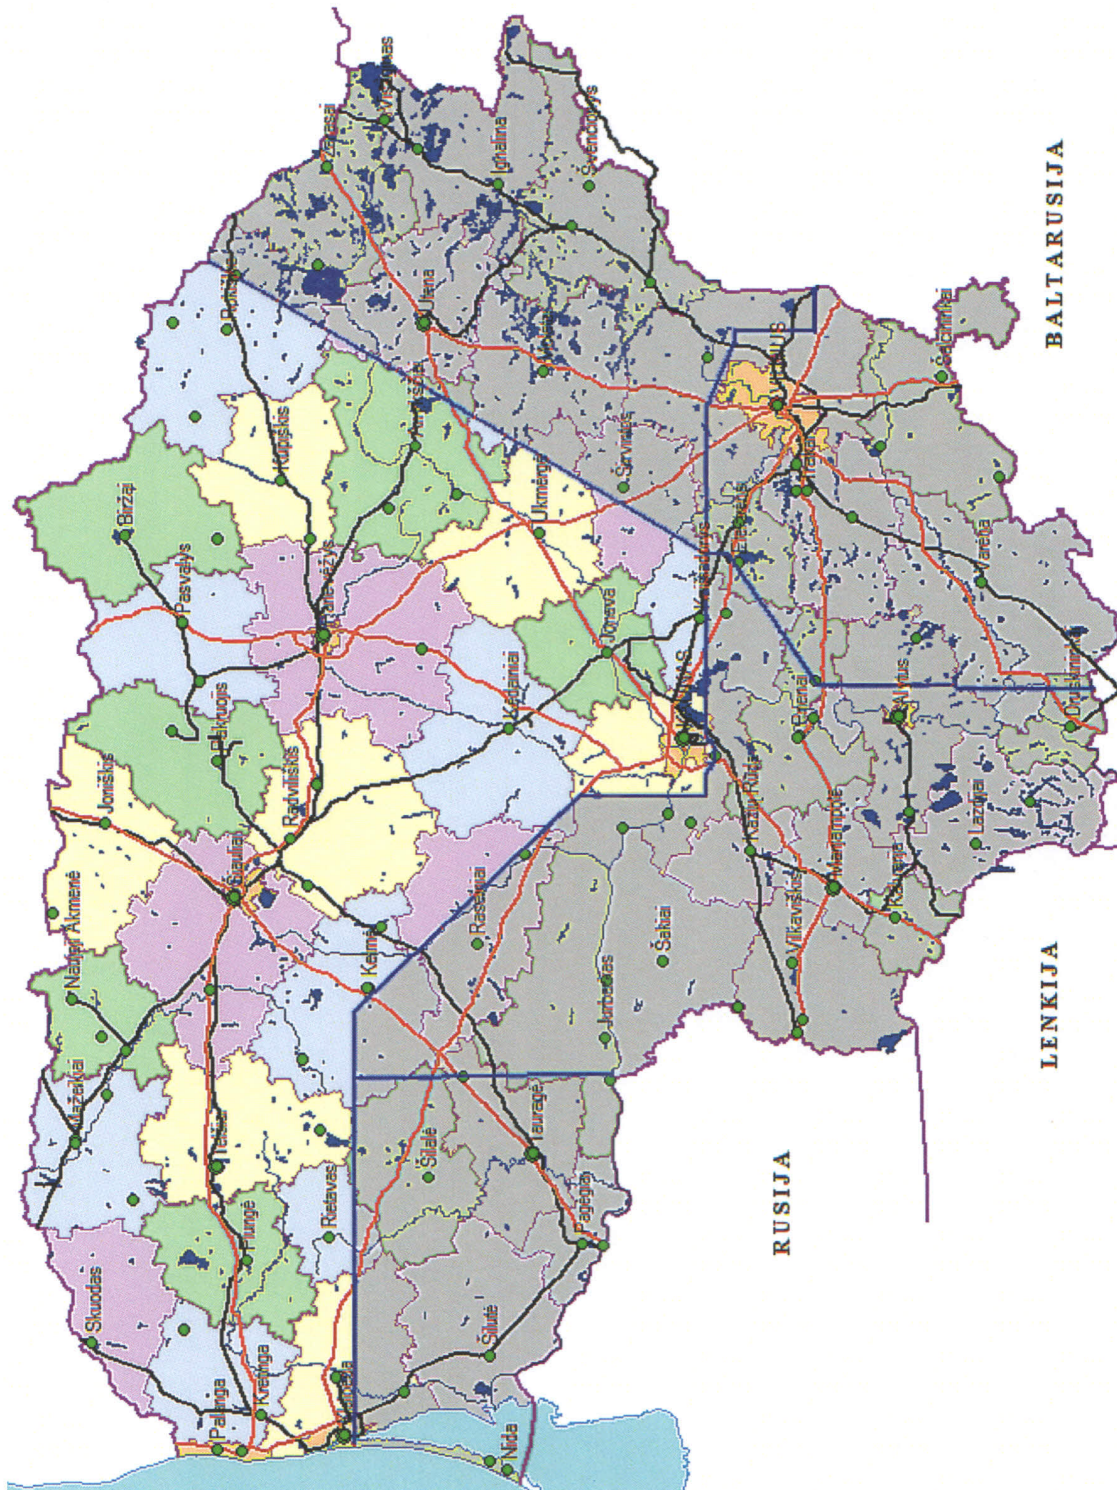 Skuodas
Mažeikiai
Naujoji Akmenė
Joniškis
Biržai
Pasvalys
Palanga
Kretinga
Plungė
Telšiai
Šiauliai
Radviliškis
Pakruojis
Panevėžys
Kupiškis
Rokiškis
Zarasai
Visaginas
Klaipėda
Rietavas
Kelmė
Utena
Ignalina
Švenčionys
Šilalė
Raseiniai
Kėdainiai
Ukmergė
Molėtai
Nida
Šilutė
Pagėgiai
Tauragė
Jurbarkas
Šakiai
Jonava
Širvintos
KAUNAS
Kaišiadorys
Elektrėnai
VILNIUS
Trakai
Vilkaviškis
Kazlų Rūda
Marijampolė
Prienai
Kalvarija
Alytus
Lazdijai
Varėna
Šalčininkai
Druskininkai
RUSIJA
LENKIJA
BALTARUSIJA